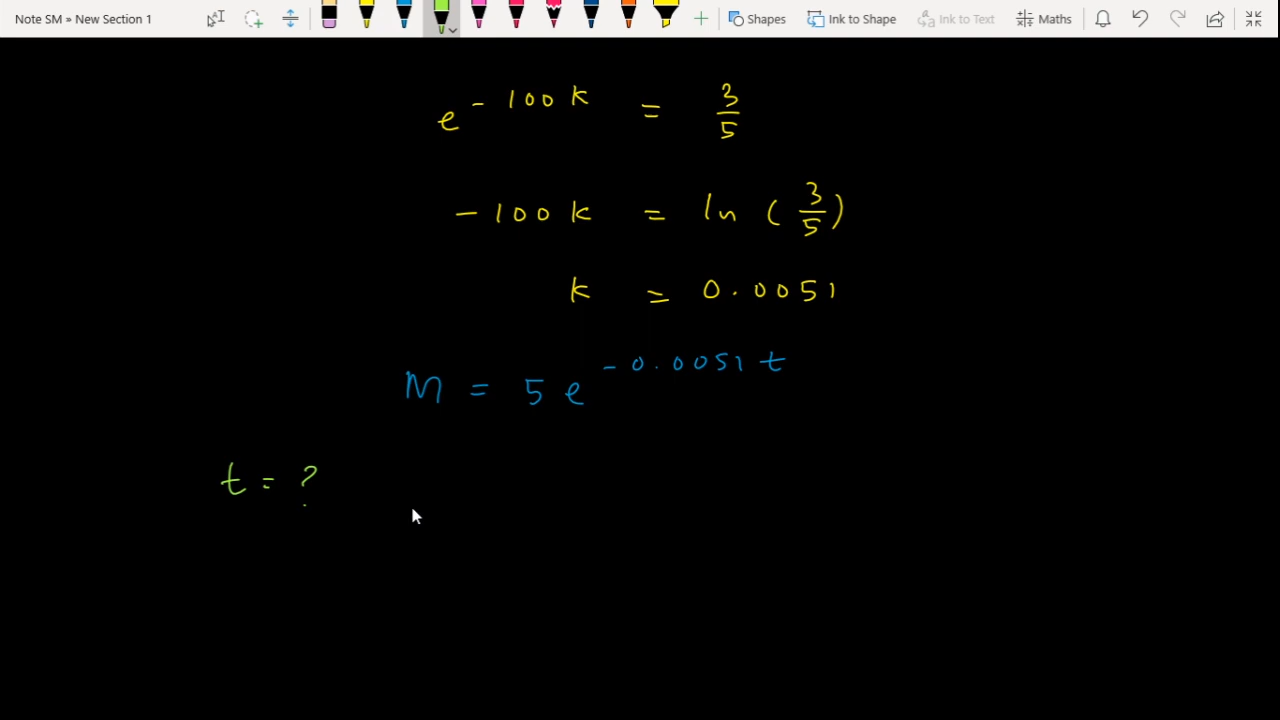 Note SM » New Section 1
Shapes
Ink to Shape
Ink to Text
Maths
e^{-100k} = 3/5
-100k = ln (3/5)
k = 0.0051
M = 5e^{-0.0051t}
t = ?